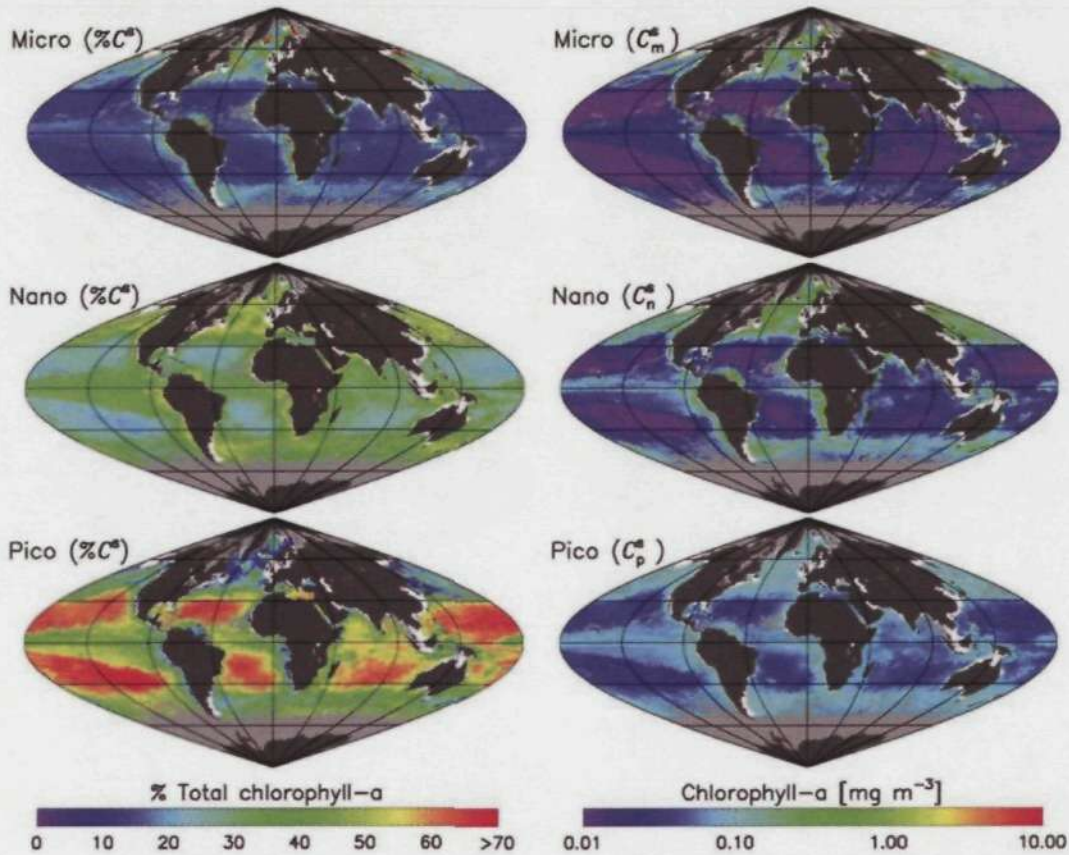 Micro (%Cᵃ)
Micro (Cᵃₘ)
Nano (%Cᵃ)
Nano (Cᵃₙ)
Pico (%Cᵃ)
Pico (Cᵃₚ)
% Total chlorophyll-a
0 10 20 30 40 50 60 >70
Chlorophyll-a [mg m⁻³]
0.01 0.10 1.00 10.00